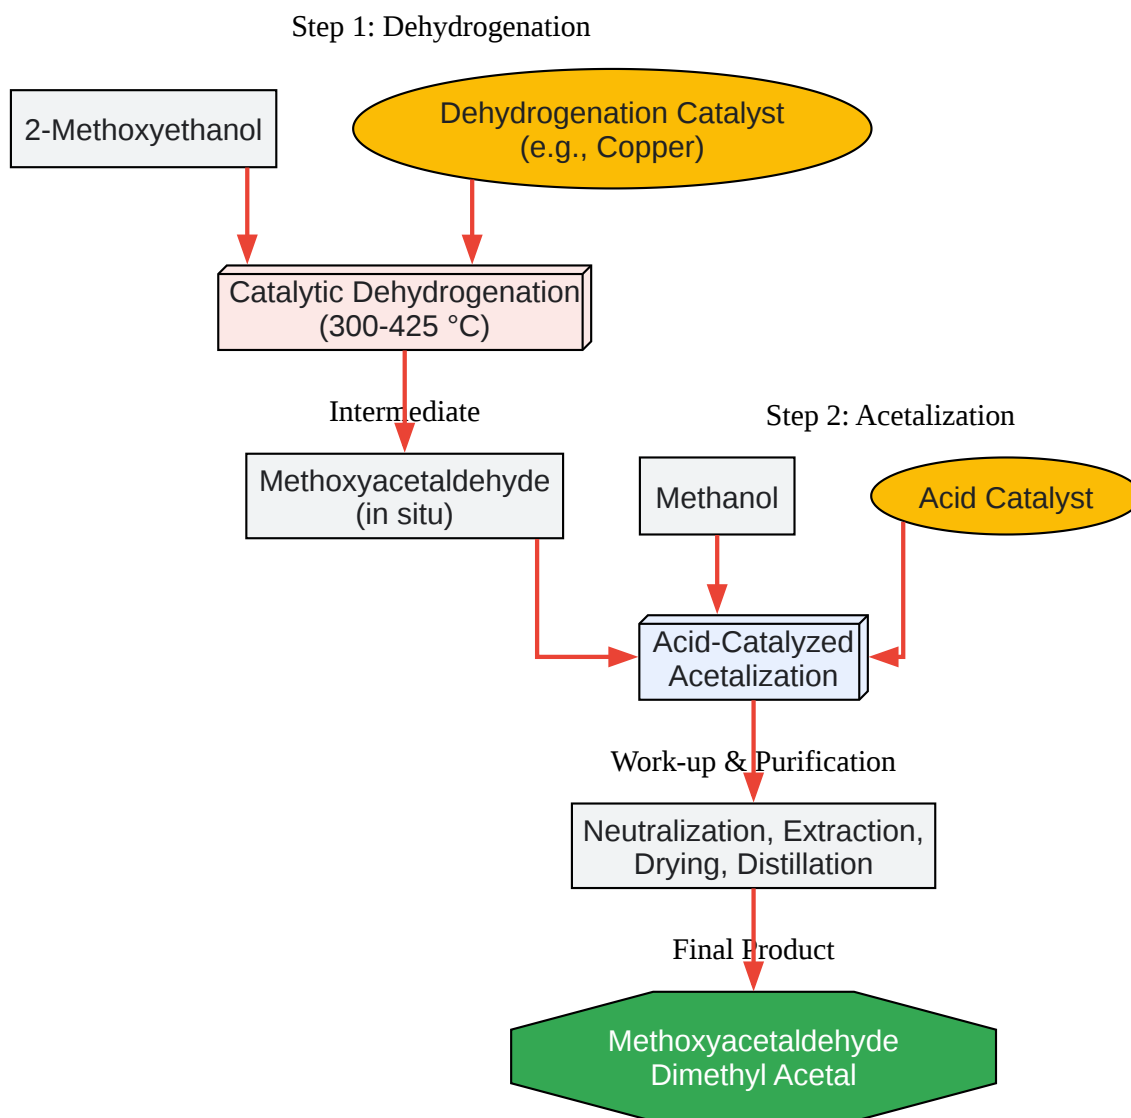 Step 1: Dehydrogenation
2-Methoxyethanol
Dehydrogenation Catalyst
(e.g., Copper)
Catalytic Dehydrogenation
(300-425 °C)
Intermediate
Step 2: Acetalization
Methoxyacetaldehyde
(in situ)
Methanol
Acid Catalyst
Acid-Catalyzed
Acetalization
Work-up & Purification
Neutralization, Extraction,
Drying, Distillation
Final Product
Methoxyacetaldehyde
Dimethyl Acetal